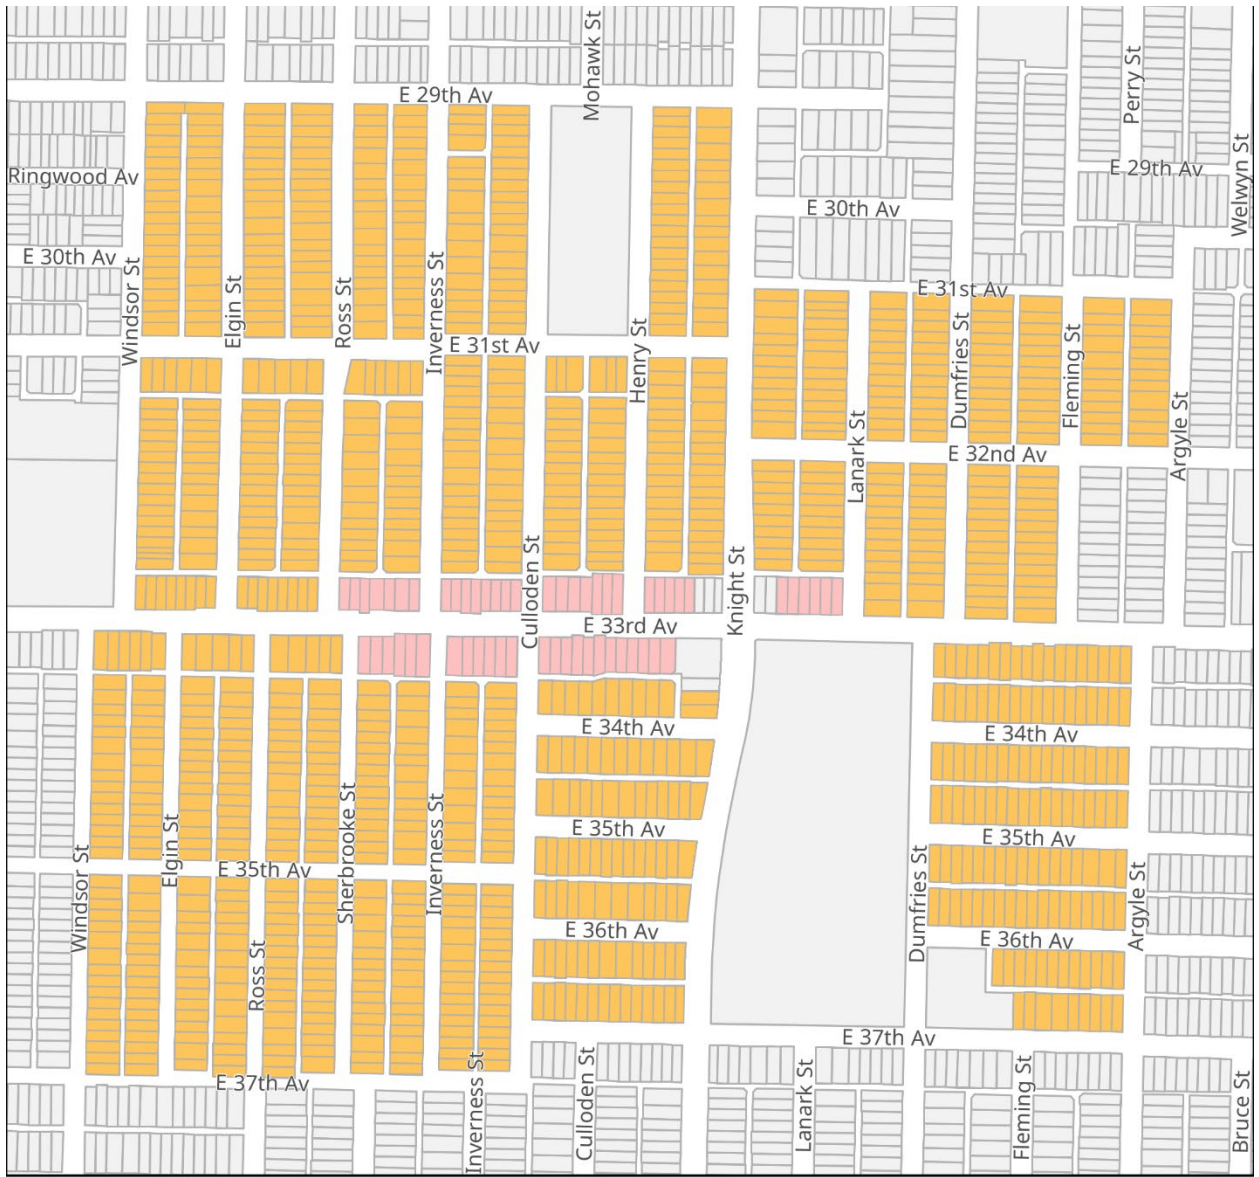 Mohawk St
Perry St
E 29th Av
E 29th Av
Ringwood Av
Welwyn St
E 30th Av
E 30th Av
Windsor St
Elgin St
Ross St
Inverness St
E 31st Av
E 31st Av
Henry St
Dumfries St
Fleming St
Argyle St
Lanark St
E 32nd Av
Culloden St
Knight St
E 33rd Av
E 34th Av
E 34th Av
Sherbrooke St
Inverness St
E 35th Av
E 35th Av
Elgin St
Windsor St
E 35th Av
Dumfries St
Argyle St
E 36th Av
E 36th Av
Ross St
E 37th Av
Inverness St
Culloden St
Lanark St
Fleming St
Bruce St
E 37th Av